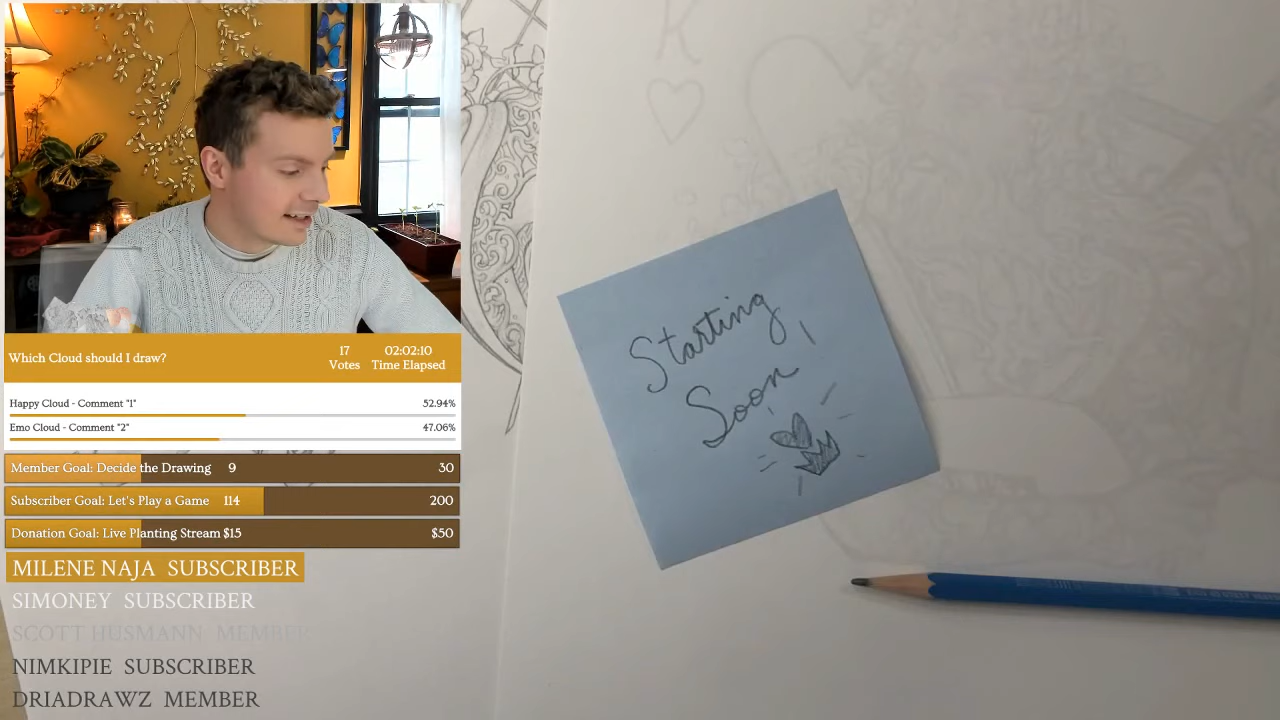 K
Starting
Soon
Which Cloud should I draw?
17
Votes
02:02:10
Time Elapsed
Happy Cloud - Comment "1"
52.94%
Emo Cloud - Comment "2"
47.06%
Member Goal: Decide the Drawing 9 30
Subscriber Goal: Let's Play a Game 114 200
Donation Goal: Live Planting Stream $15 $50
MILENE NAJA SUBSCRIBER
SIMONEY SUBSCRIBER
SCOTT HUSMANN MEMBER
NIMKIPIE SUBSCRIBER
DRIADRAWZ MEMBER